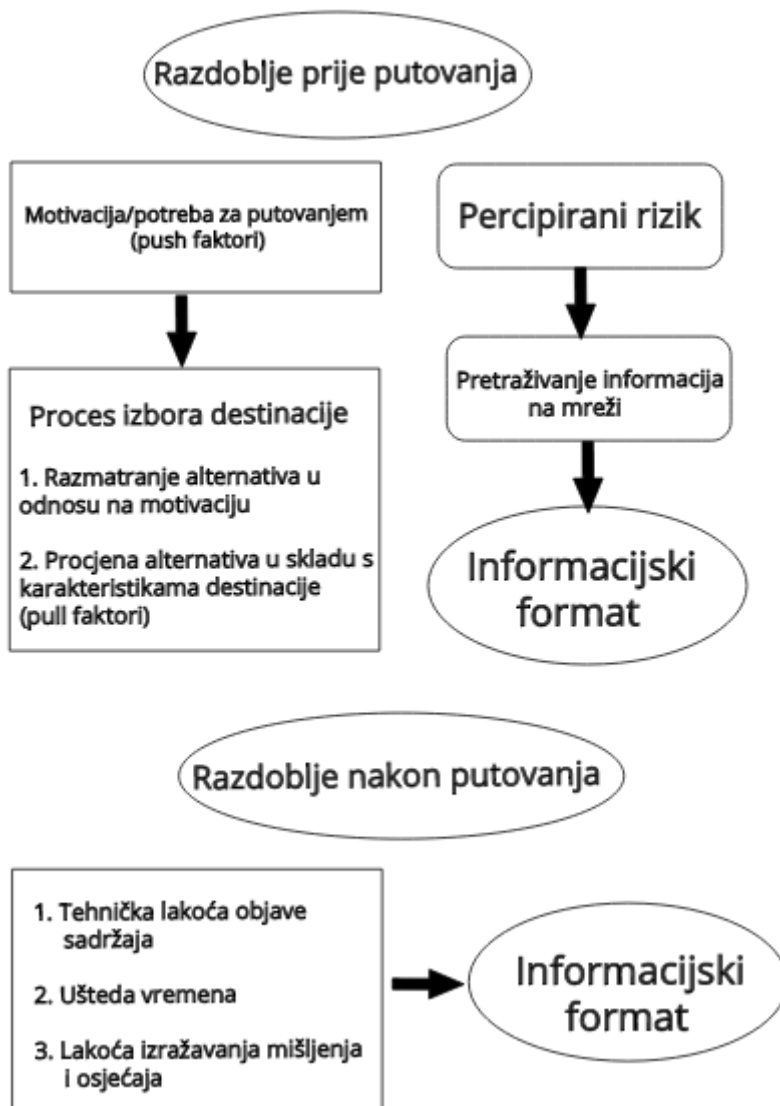 Razdoblje prije putovanja
Motivacija/potreba za putovanjem
(push faktori)
Percipirani rizik
Pretraživanje informacija
na mreži
Proces izbora destinacije
1. Razmatranje alternativa u
odnosu na motivaciju
2. Procjena alternativa u skladu s
karakteristikama destinacije
(pull faktori)
Informacijski
format
Razdoblje nakon putovanja
1. Tehnička lakoća objave
sadržaja
2. Ušteda vremena
3. Lakoća izražavanja mišljenja
i osjećaja
Informacijski
format